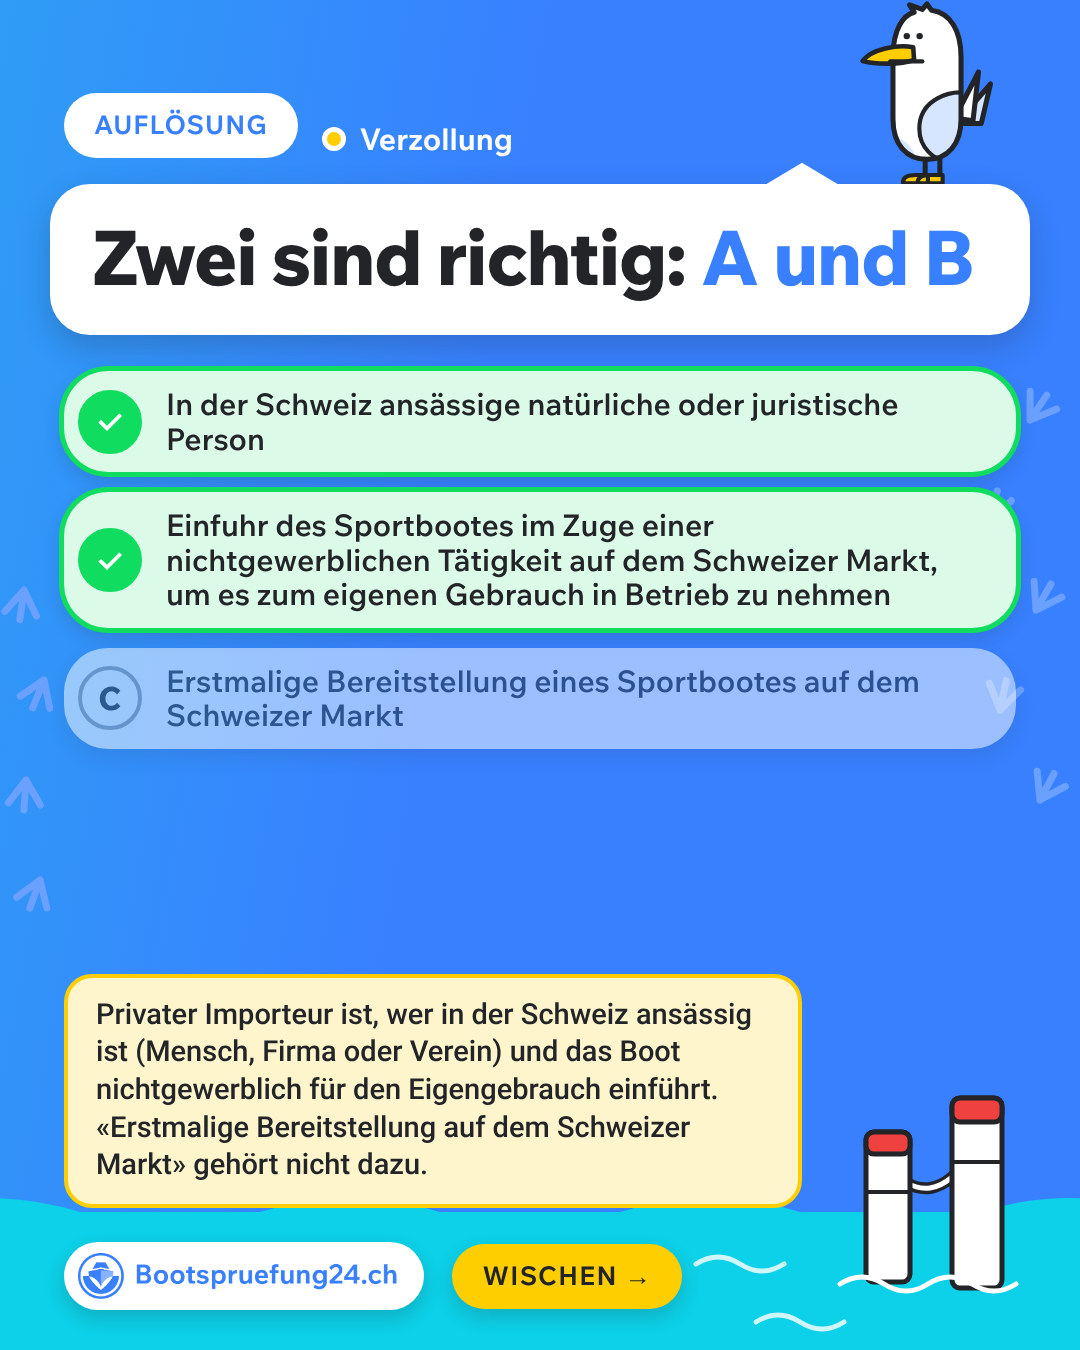 AUFLÖSUNG
Verzollung
Zwei sind richtig: A und B
In der Schweiz ansässige natürliche oder juristische
Person
Einfuhr des Sportbootes im Zuge einer
nichtgewerblichen Tätigkeit auf dem Schweizer Markt,
um es zum eigenen Gebrauch in Betrieb zu nehmen
C
Erstmalige Bereitstellung eines Sportbootes auf dem
Schweizer Markt
Privater Importeur ist, wer in der Schweiz ansässig
ist (Mensch, Firma oder Verein) und das Boot
nichtgewerblich für den Eigengebrauch einführt.
«Erstmalige Bereitstellung auf dem Schweizer
Markt» gehört nicht dazu.
Bootspruefung24.ch
WISCHEN →